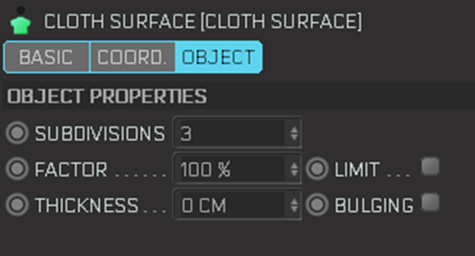 CLOTH SURFACE [CLOTH SURFACE]
BASIC COORD. OBJECT
OBJECT PROPERTIES
SUBDIVISIONS 3
FACTOR ...... 100 % LIMIT ...
THICKNESS... 0 CM BULGING